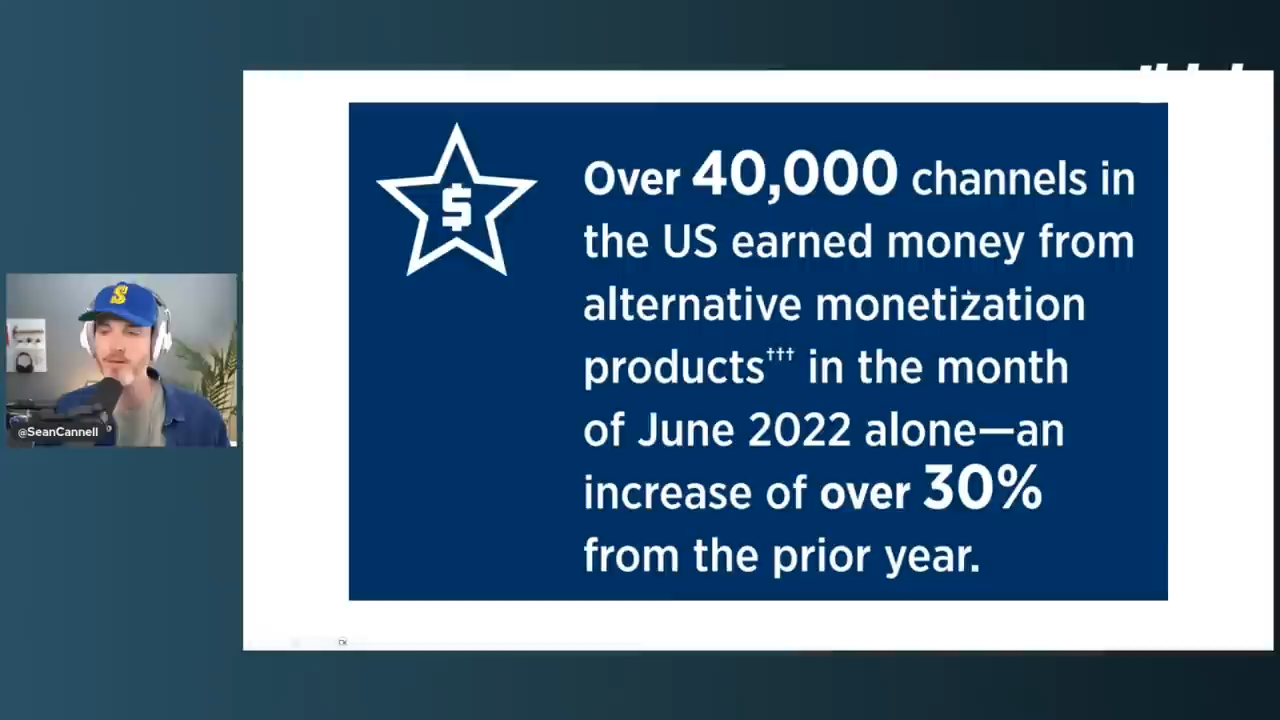 Over 40,000 channels in
the US earned money from
alternative monetization
products††† in the month
of June 2022 alone—an
increase of over 30%
from the prior year.
$
S
@SeanCannell